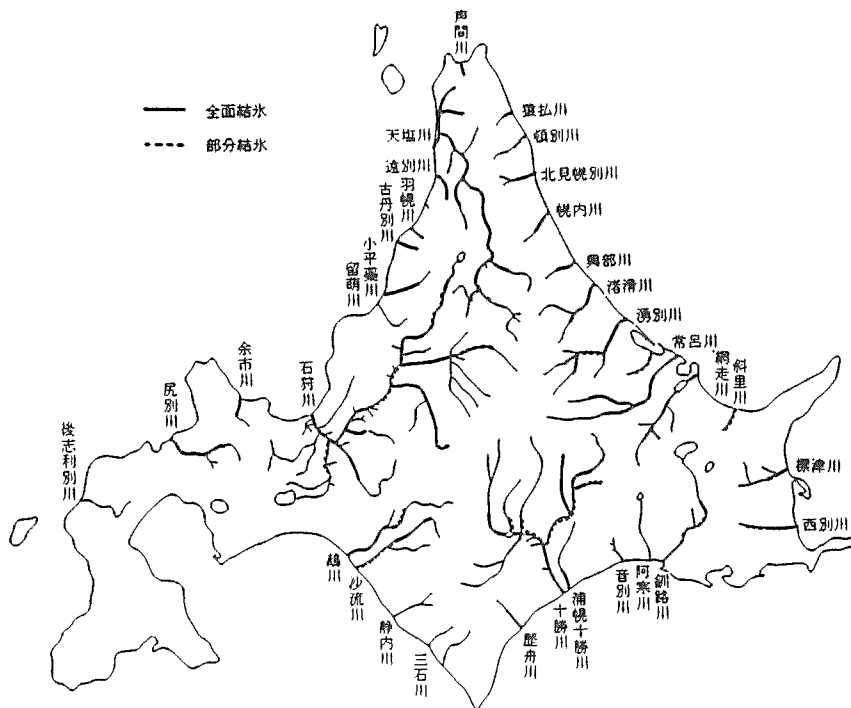 声間川
全面結氷
部分結氷
猿払川
頓別川
北見幌別川
幌内川
興部川
渚滑川
湧別川
常呂川
網走川
斜里川
標津川
西別川
天塩川
遠別川
羽幌川
古丹別川
小平蘂川
留萌川
石狩川
余市川
尻別川
後志利別川
鵡川
沙流川
静内川
三石川
歴舟川
十勝川
浦幌十勝川
音別川
阿寒川
釧路川